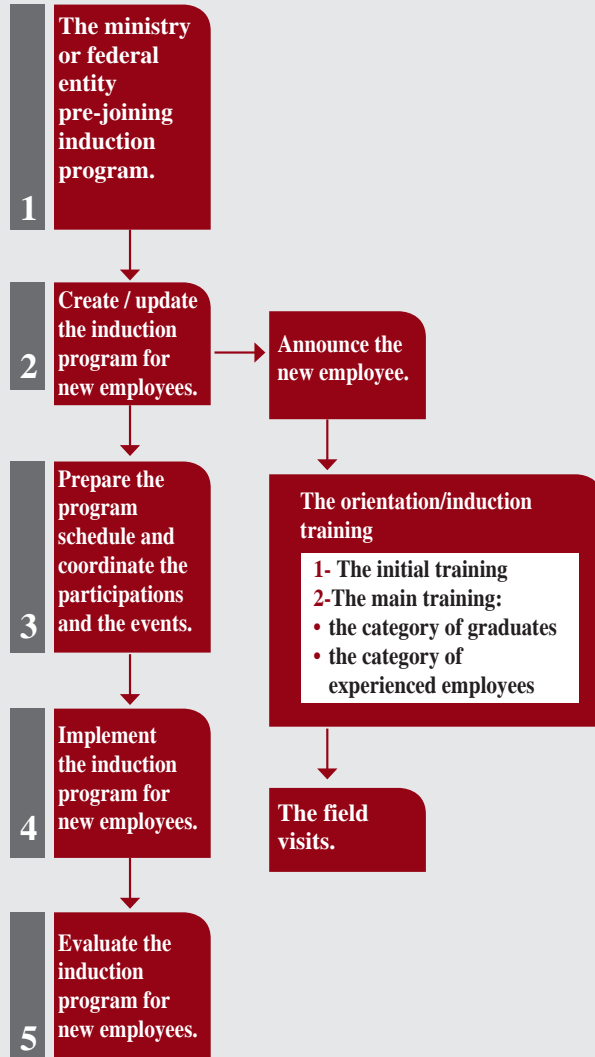 1
The ministry
or federal
entity
pre-joining
induction
program.
2
Create / update
the induction
program for
new employees.
Announce the
new employee.
3
Prepare the
program
schedule and
coordinate the
participations
and the events.
The orientation/induction
training
1- The initial training
2-The main training:
• the category of graduates
• the category of
experienced employees
4
Implement
the induction
program for
new employees.
The field
visits.
5
Evaluate the
induction
program for
new employees.